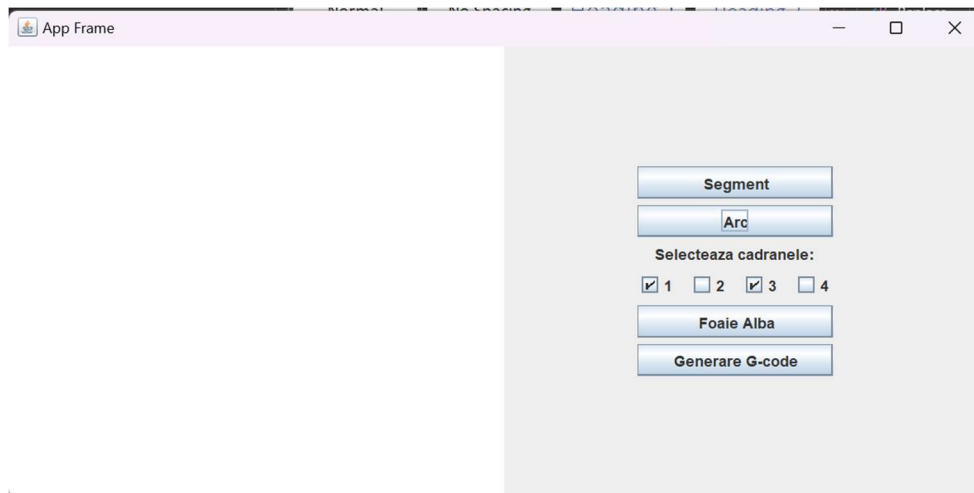 App Frame
Segment
Arc
Selecteaza cadranele:
1 2 3 4
Foaie Alba
Generare G-code